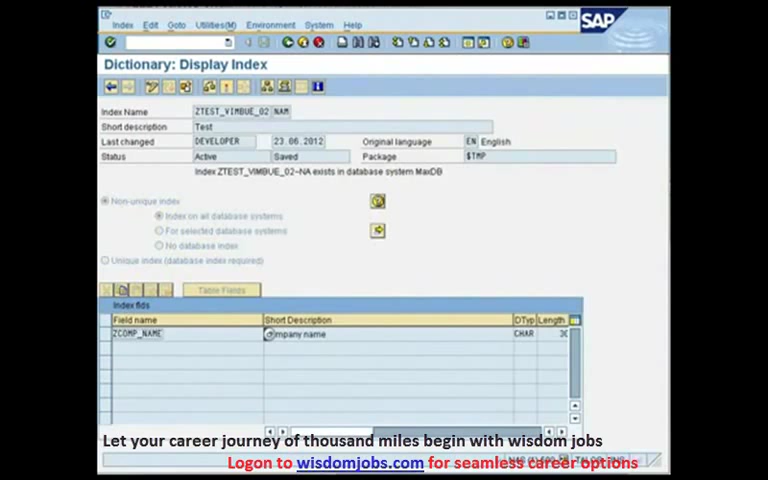 Index Edit Goto Utilities(M) Environment System Help
SAP
Dictionary: Display Index
Index Name ZTEST_VIMBUE_02 NAM
Short description Test
Last changed DEVELOPER 23.06.2012 Original language EN English
Status Active Saved Package $TMP
Index ZTEST_VIMBUE_02~NA exists in database system MaxDB
Non-unique index
Index on all database systems
For selected database systems
No database index
Unique index (database index required)
Table Fields
Index flds
Field name Short Description DTyp Length
ZCOMP_NAME mpany name CHAR
Let your career journey of thousand miles begin with wisdom jobs
Logon to wisdomjobs.com for seamless career options